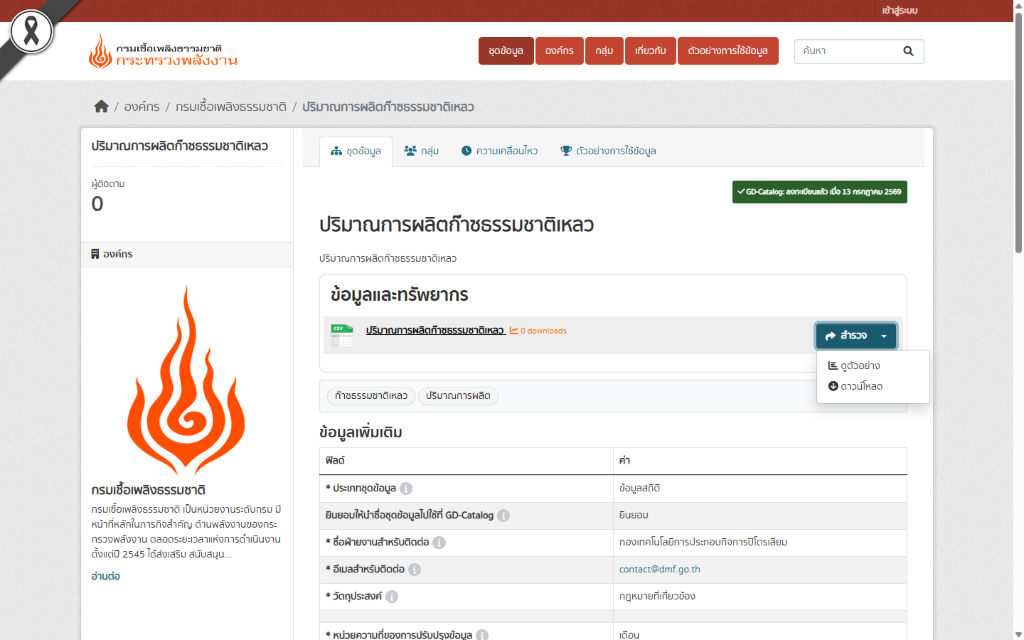 เข้าสู่ระบบ
กรมเชื้อเพลิงธรรมชาติ
กระทรวงพลังงาน
ชุดข้อมูล
องค์กร
กลุ่ม
เกี่ยวกับ
ตัวอย่างการใช้ข้อมูล
ค้นหา
/ องค์กร / กรมเชื้อเพลิงธรรมชาติ / ปริมาณการผลิตก๊าซธรรมชาติเหลว
ปริมาณการผลิตก๊าซธรรมชาติเหลว
ผู้ติดตาม
0
องค์กร
กรมเชื้อเพลิงธรรมชาติ
กรมเชื้อเพลิงธรรมชาติ เป็นหน่วยงานระดับกรม มี
หน้าที่หลักในภารกิจสำคัญ ด้านพลังงานของกระ
ทรวงพลังงาน ตลอดระยะเวลาแห่งการดำเนินงาน
ตั้งแต่ปี 2545 ได้ส่งเสริม สนับสนุน...
อ่านต่อ
ชุดข้อมูล
กลุ่ม
ความเคลื่อนไหว
ตัวอย่างการใช้ข้อมูล
GD-Catalog: ลงทะเบียนแล้ว เมื่อ 13 กรกฎาคม 2569
ปริมาณการผลิตก๊าซธรรมชาติเหลว
ปริมาณการผลิตก๊าซธรรมชาติเหลว
ข้อมูลและทรัพยากร
CSV
ปริมาณการผลิตก๊าซธรรมชาติเหลว 0 downloads
สำรวจ
ดูตัวอย่าง
ดาวน์โหลด
ก๊าซธรรมชาติเหลว
ปริมาณการผลิต
ข้อมูลเพิ่มเติม
ฟิลด์ ค่า
* ประเภทชุดข้อมูล ข้อมูลสถิติ
ยินยอมให้นำชื่อชุดข้อมูลไปใช้ที่ GD-Catalog ยินยอม
* ชื่อฝ่ายงานสำหรับติดต่อ กองเทคโนโลยีการประกอบกิจการปิโตรเลียม
* อีเมลสำหรับติดต่อ contact@dmf.go.th
* วัตถุประสงค์ กฎหมายที่เกี่ยวข้อง
* หน่วยความถี่ของการปรับปรุงข้อมูล เดือน